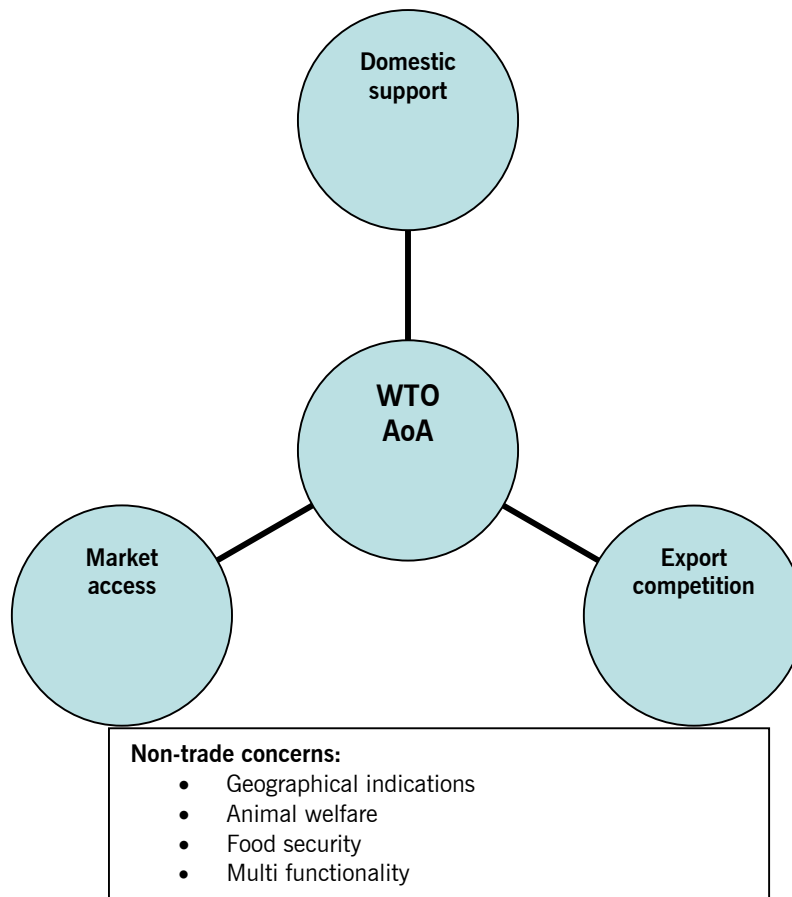 Domestic
support
WTO
AoA
Market
access
Export
competition
Non-trade concerns:
• Geographical indications
• Animal welfare
• Food security
• Multi functionality